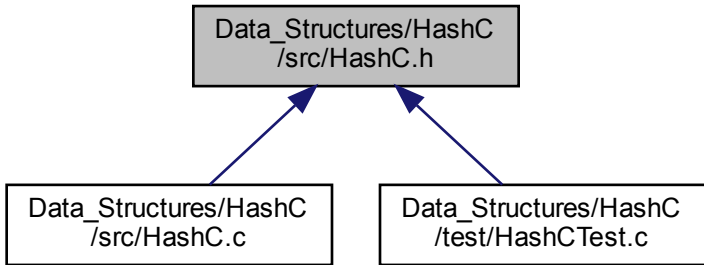 Data_Structures/HashC
/src/HashC.h
Data_Structures/HashC
/src/HashC.c
Data_Structures/HashC
/test/HashCTest.c